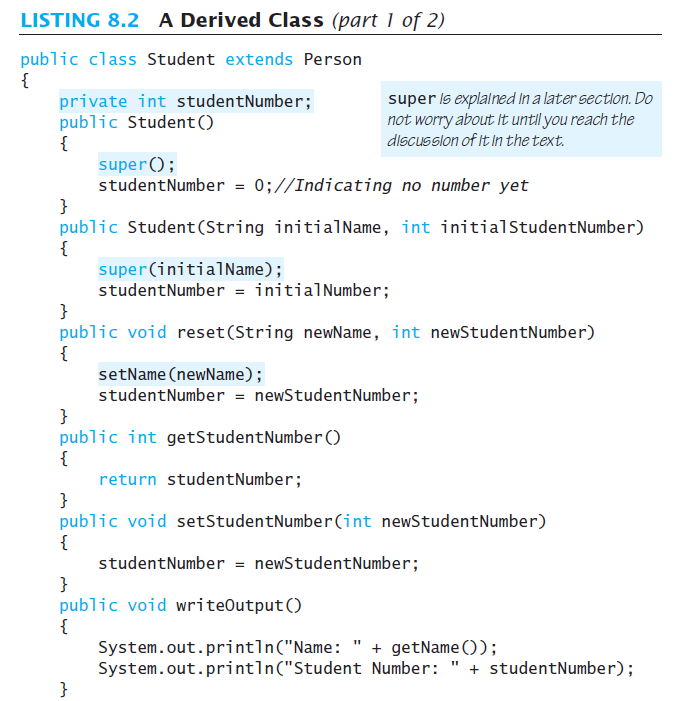 LISTING 8.2 A Derived Class (part 1 of 2)
public class Student extends Person
{
    private int studentNumber;
    public Student()
    {
        super();
        studentNumber = 0;//Indicating no number yet
    }
    public Student(String initialName, int initialStudentNumber)
    {
        super(initialName);
        studentNumber = initialNumber;
    }
    public void reset(String newName, int newStudentNumber)
    {
        setName(newName);
        studentNumber = newStudentNumber;
    }
    public int getStudentNumber()
    {
        return studentNumber;
    }
    public void setStudentNumber(int newStudentNumber)
    {
        studentNumber = newStudentNumber;
    }
    public void writeOutput()
    {
        System.out.println("Name: " + getName());
        System.out.println("Student Number: " + studentNumber);
    }
super is explained in a later section. Do
not worry about it until you reach the
discussion of it in the text.